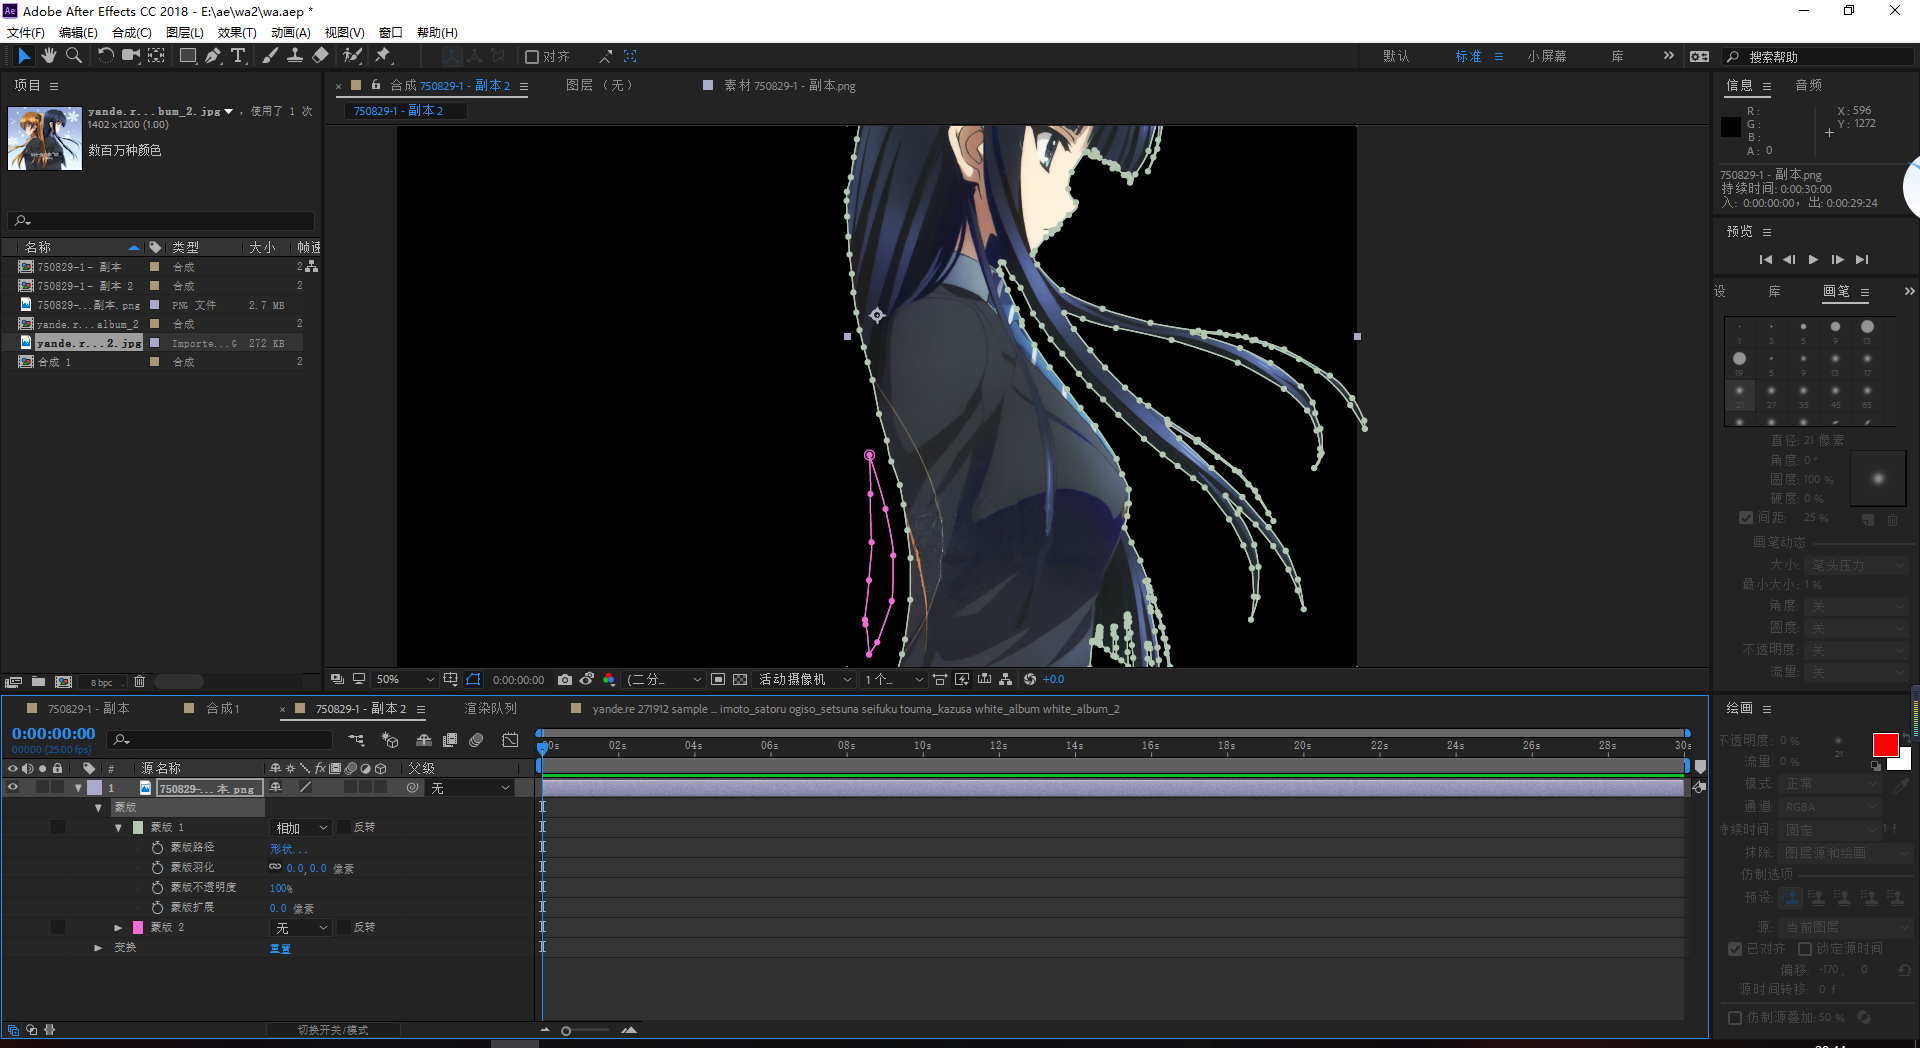 Adobe After Effects CC 2018 - E:\ae\wa2\wa.aep *
文件(F) 编辑(E) 合成(C) 图层(L) 效果(T) 动画(A) 视图(V) 窗口 帮助(H)
对齐 默认 标准 小屏幕 库 搜索帮助
项目
yande.r...bum_2.jpg , 使用了 1 次
1402 x1200 (1.00)
数百万种颜色
名称 类型 大小 帧速
750829-1- 副本 合成 2
750829-1- 副本 2 合成 2
750829-...副本.png PNG 文件 2.7 MB
yande.r...album_2 合成 2
yande.r...2.jpg Importe...G 272 KB
合成 1 合成 2
8 bpc
合成 750829-1 - 副本 2 图层 (无) 素材 750829-1 - 副本.png
750829-1 - 副本 2
50% 0:00:00:00 (二分... 活动摄像机 1个... +0.0
信息 音频
R: X: 596
G: Y: 1272
B:
A: 0
750829-1 - 副本.png
持续时间: 0:00:30:00
入: 0:00:00:00, 出: 0:00:29:24
预览
设 库 画笔
1 3 5 9 13
19 5 9 13 17
21 27 35 45 65
直径: 21 像素
角度: 0°
圆度: 100 %
硬度: 0 %
间距: 25 %
画笔动态
大小: 笔头压力
最小大小: 1%
角度: 关
圆度: 关
不透明度: 关
流量: 关
750829-1 - 副本 合成1 750829-1 - 副本 2 渲染队列 yande.re 271912 sample ... imoto_satoru ogiso_setsuna seifuku touma_kazusa white_album white_album_2
0:00:00:00
00000 (25.00 fps)
00s 02s 04s 06s 08s 10s 12s 14s 16s 18s 20s 22s 24s 26s 28s 30s
# 源名称 fx 父级
1 750829-...本.png 无
蒙版
蒙版 1 相加 反转
蒙版路径 形状...
蒙版羽化 0.0,0.0 像素
蒙版不透明度 100%
蒙版扩展 0.0 像素
蒙版 2 无 反转
变换 重置
切换开关/模式
绘画
不透明度: 0 % 21
流量: 0 %
模式: 正常
通道: RGBA
持续时间: 固定 1 f
抹除: 图层源和绘画
仿制选项
预设:
源: 当前图层
已对齐 锁定源时间
偏移: -170 , 0
源时间转移: 0 f
仿制源叠加: 50 %